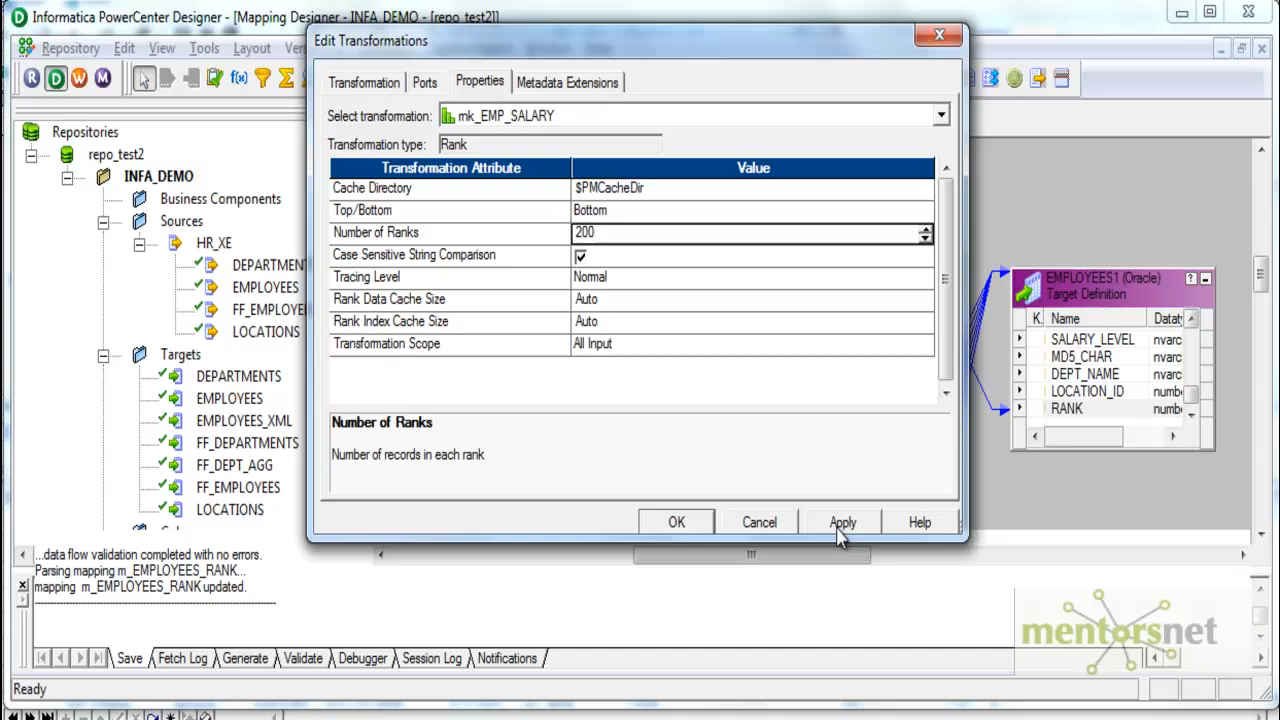 Informatica PowerCenter Designer - [Mapping Designer - INFA_DEMO - [repo_test2]]
Edit Transformations
Repository Edit View Tools Layout
R D W M f(x) Σ
Transformation Ports Properties Metadata Extensions
Select transformation: rnk_EMP_SALARY
Transformation type: Rank
Transformation Attribute Value
Cache Directory $PMCacheDir
Top/Bottom Bottom
Number of Ranks 200
Case Sensitive String Comparison
Tracing Level Normal
Rank Data Cache Size Auto
Rank Index Cache Size Auto
Transformation Scope All Input
Number of Ranks
Number of records in each rank
OK Cancel Apply Help
Repositories
repo_test2
INFA_DEMO
Business Components
Sources
HR_XE
DEPARTMEN
EMPLOYEES
FF_EMPLOYE
LOCATIONS
Targets
DEPARTMENTS
EMPLOYEES
EMPLOYEES_XML
FF_DEPARTMENTS
FF_DEPT_AGG
FF_EMPLOYEES
LOCATIONS
EMPLOYEES1 (Oracle)
Target Definition
K. Name Dataty
SALARY_LEVEL nvarc
MD5_CHAR nvarc
DEPT_NAME nvarc
LOCATION_ID numb
RANK numb
...data flow validation completed with no errors.
Parsing mapping m_EMPLOYEES_RANK...
mapping m_EMPLOYEES_RANK updated.
mentorsnet
Save Fetch Log Generate Validate Debugger Session Log Notifications
Ready